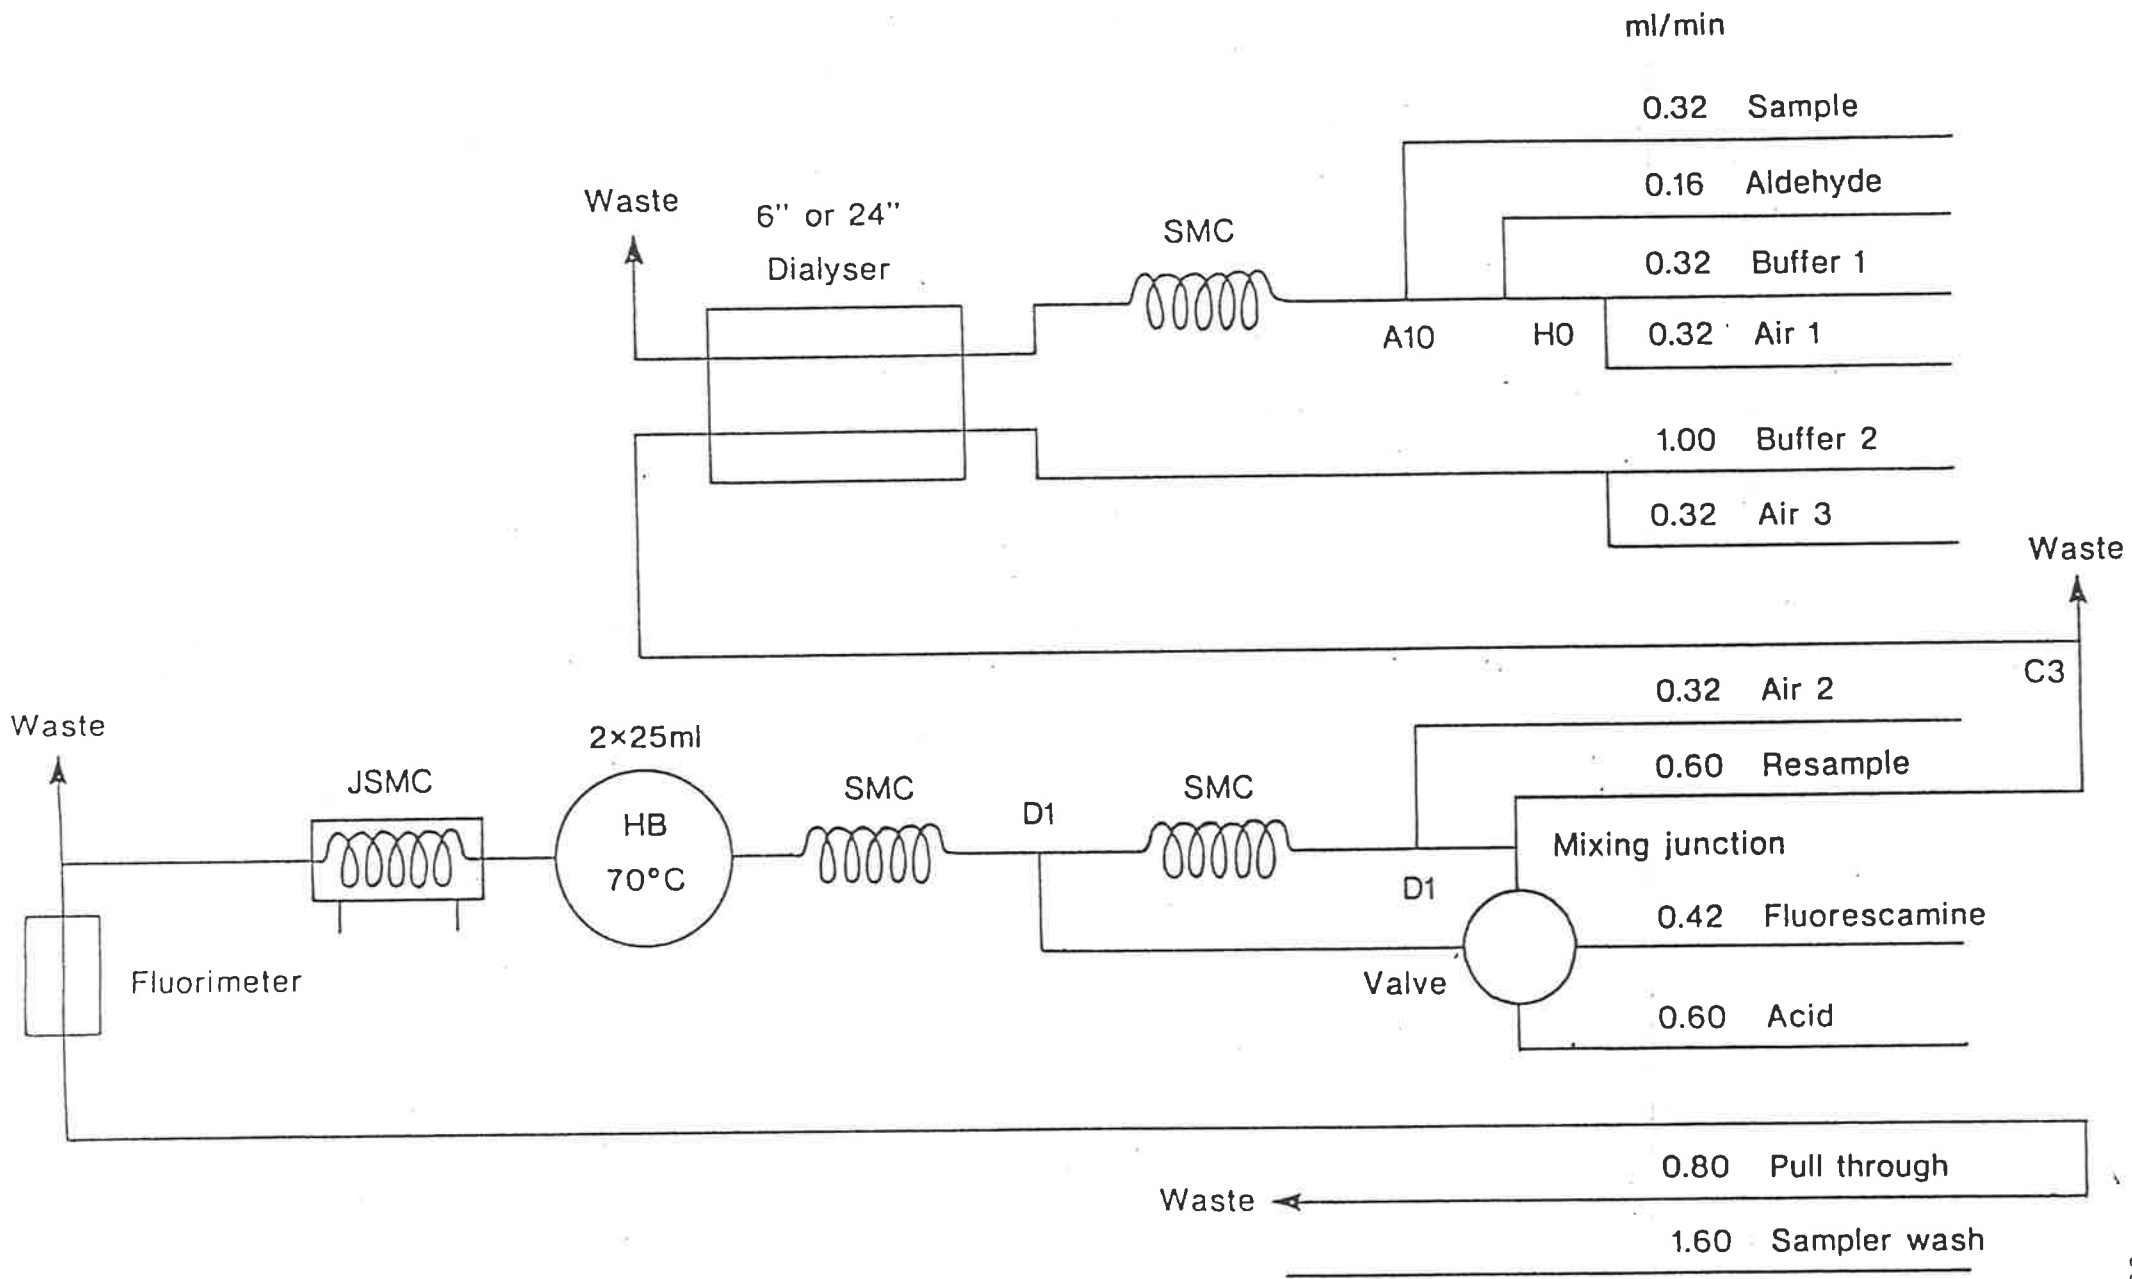 ml/min
0.32 Sample
0.16 Aldehyde
Waste
6" or 24"
Dialyser
SMC
0.32 Buffer 1
A10
H0
0.32 Air 1
1.00 Buffer 2
0.32 Air 3
Waste
C3
0.32 Air 2
Waste
2×25ml
HB
70°C
JSMC
SMC
D1
SMC
0.60 Resample
Mixing junction
D1
0.42 Fluorescamine
Valve
Fluorimeter
0.60 Acid
0.80 Pull through
Waste
1.60 Sampler wash